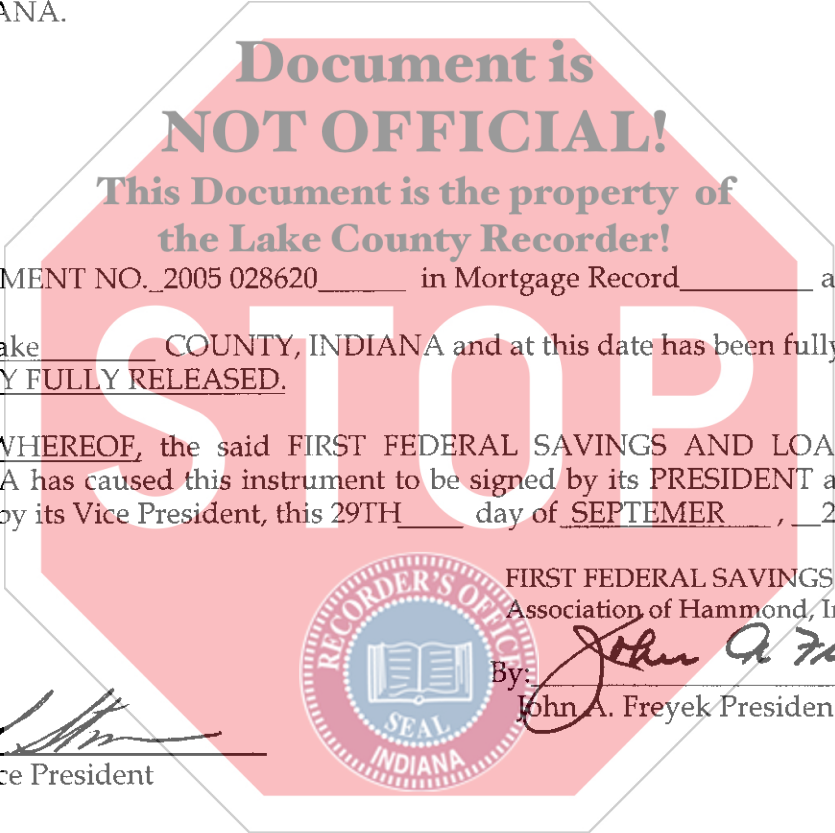 ANA.
Document is
NOT OFFICIAL!
This Document is the property of
the Lake County Recorder!
MENT NO. 2005 028620 in Mortgage Record a
ake COUNTY, INDIANA and at this date has been fully
Y FULLY RELEASED.
STOP
WHEREOF, the said FIRST FEDERAL SAVINGS AND LOA
A has caused this instrument to be signed by its PRESIDENT a
by its Vice President, this 29TH day of SEPTEMER , 2
FIRST FEDERAL SAVINGS
Association of Hammond, In
RECORDER'S OFFICE
SEAL
INDIANA
By: John A Fr
John A. Freyek Presiden
ce President